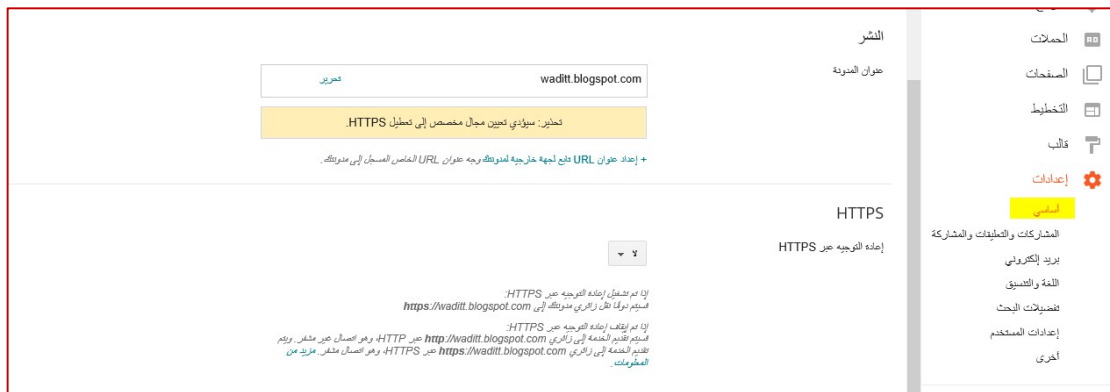 النشر
عنوان المدونة
waditt.blogspot.com
تحرير
تحذير: سيؤدي تعيين مجال مخصص إلى تعطيل HTTPS.
+ إعداد عنوان URL تابع لجهة خارجية لمدونتك وجه عنوان URL الخاص المسجل إلى مدونتك.
HTTPS
إعادة التوجيه عبر HTTPS
لا
إذا تم تشغيل إعادة التوجيه عبر HTTPS:
فسيتم دومًا نقل زائري مدونتك إلى https://waditt.blogspot.com
إذا تم إيقاف إعادة التوجيه عبر HTTPS:
فسيتم تقديم الخدمة إلى زائري http://waditt.blogspot.com عبر HTTP، وهو اتصال غير مشفر. ويتم
تقديم الخدمة إلى زائري https://waditt.blogspot.com عبر HTTPS، وهو اتصال مشفر. مزيد من
المعلومات.
الحملات
الصفحات
التخطيط
قالب
إعدادات
أساسي
المشاركات والتعليقات والمشاركة
بريد إلكتروني
اللغة والتنسيق
تفضيلات البحث
إعدادات المستخدم
أخرى